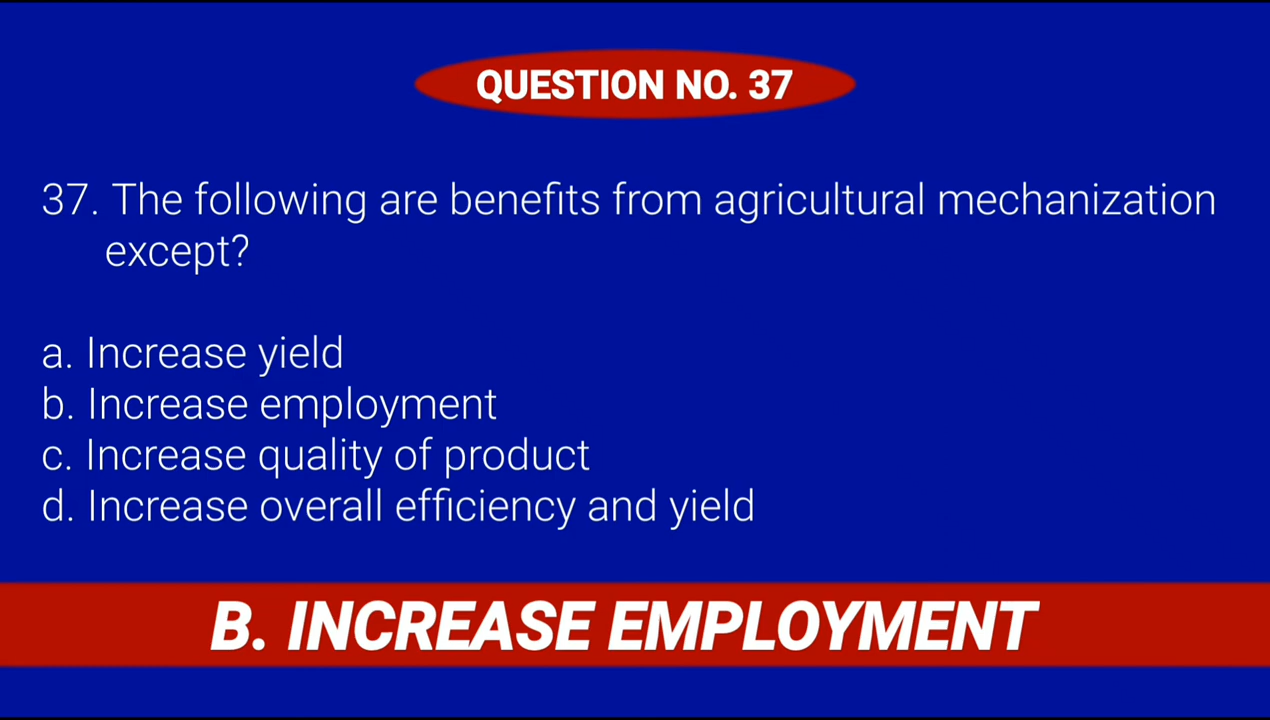 QUESTION NO. 37
37. The following are benefits from agricultural mechanization
except?
a. Increase yield
b. Increase employment
c. Increase quality of product
d. Increase overall efficiency and yield
B. INCREASE EMPLOYMENT